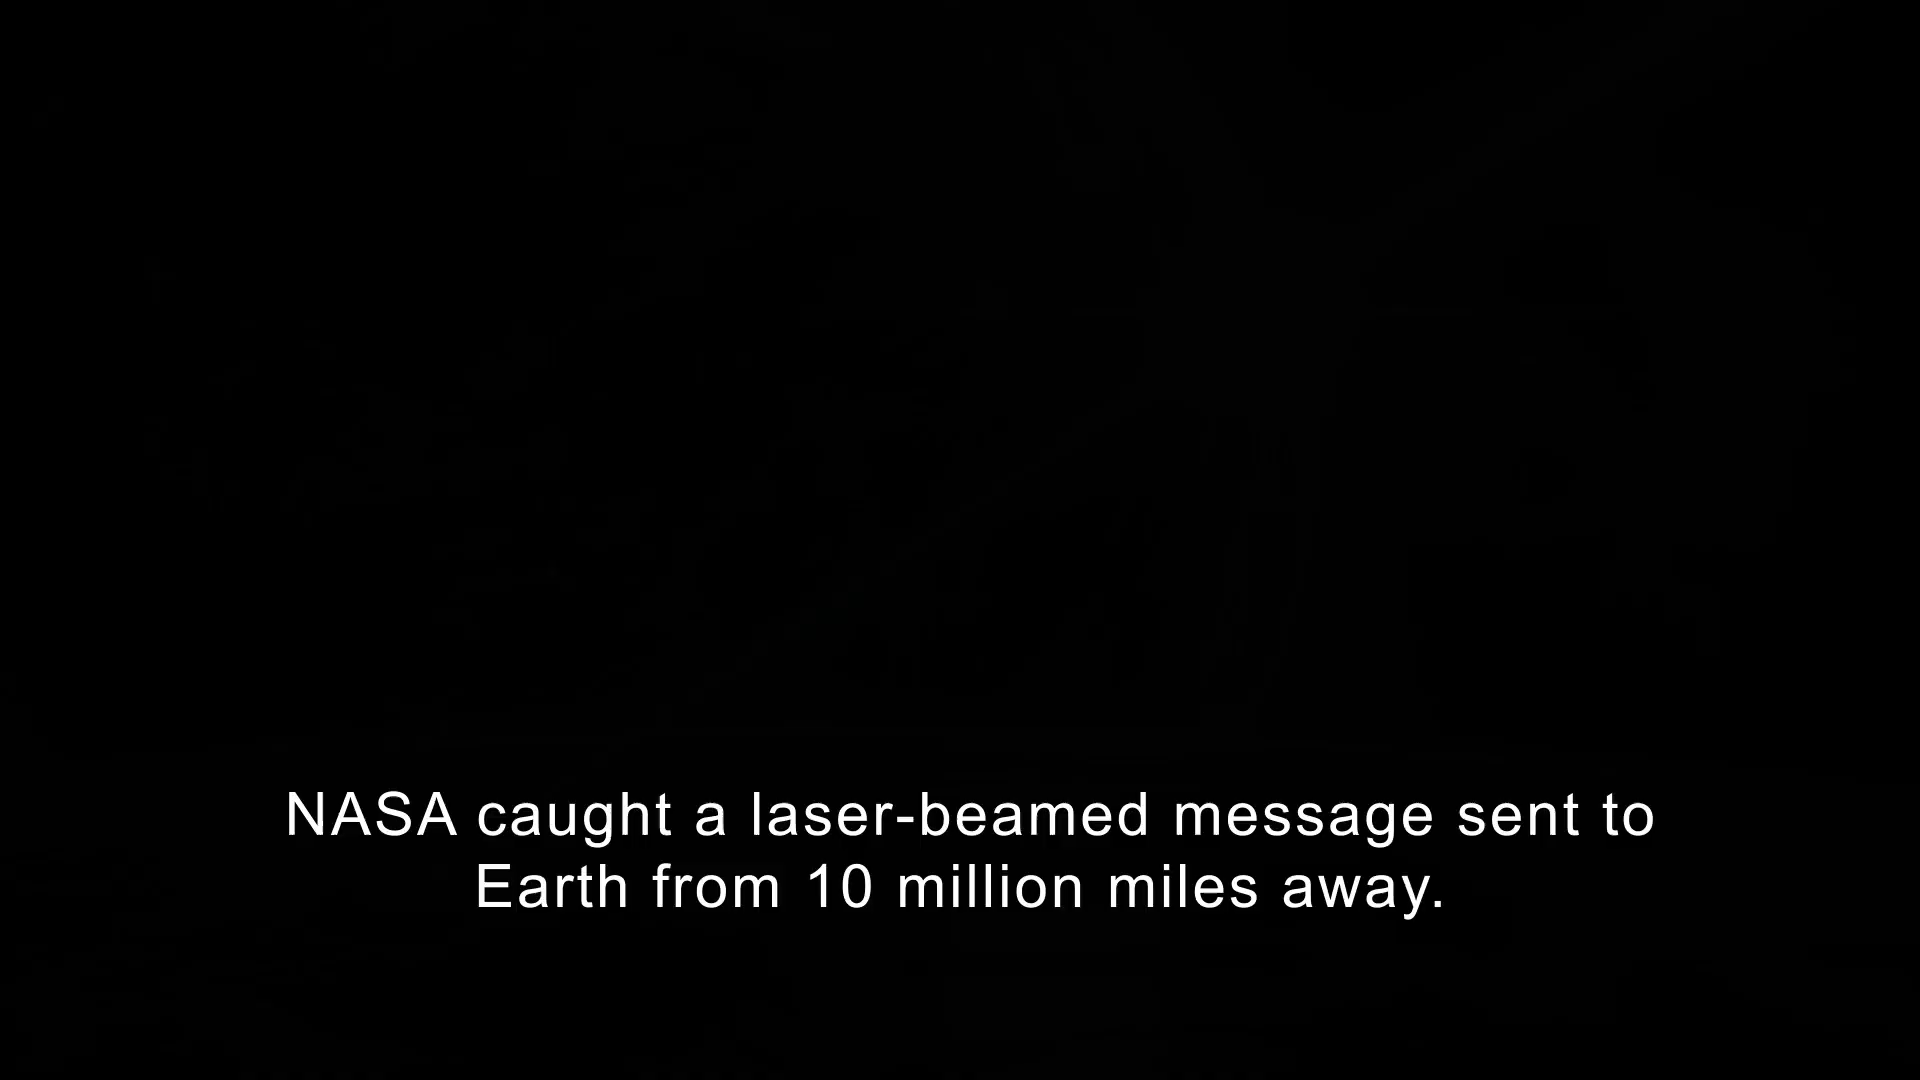 NASA caught a laser-beamed message sent to
Earth from 10 million miles away.